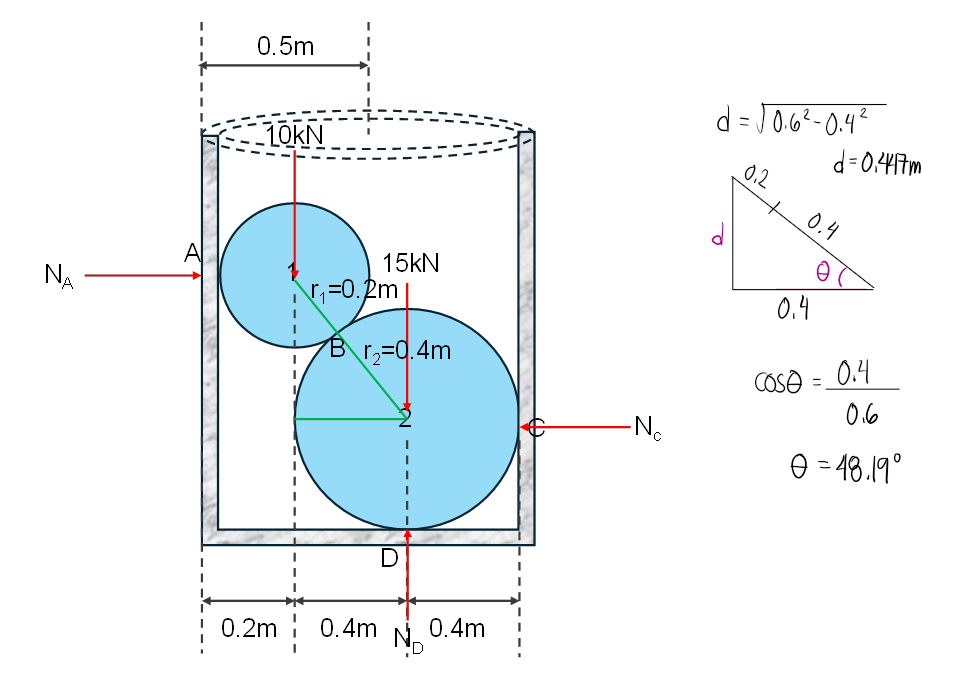 0.5m
10kN
A
N_A
1
15kN
r₁=0.2m
B
r₂=0.4m
2
C
N_c
D
0.2m
0.4m
N_D
0.4m
d = √0.6² - 0.4²
d = 0.447m
0.2
0.4
d
θ
0.4
cosθ = 0.4
0.6
θ = 48.19°